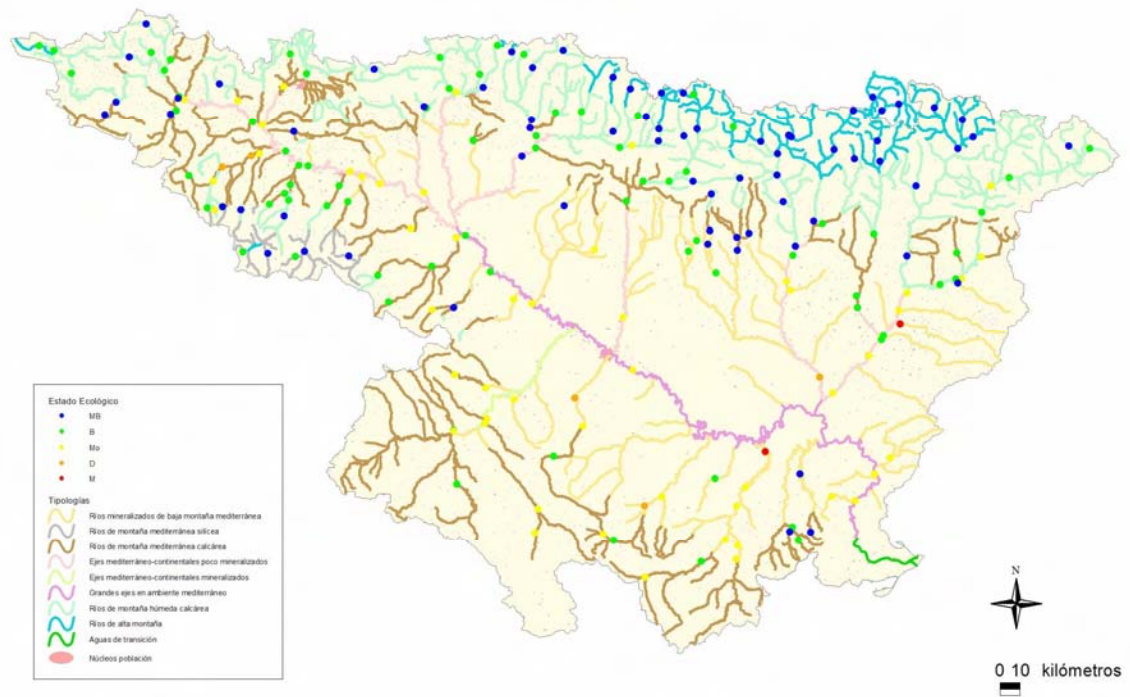 Estado Ecológico
MB
B
Mo
D
M
Tipologías
Ríos mineralizados de baja montaña mediterránea
Ríos de montaña mediterránea silícea
Ríos de montaña mediterránea calcárea
Ejes mediterráneo-continentales poco mineralizados
Ejes mediterráneo-continentales mineralizados
Grandes ejes en ambiente mediterráneo
Ríos de montaña húmeda calcárea
Ríos de alta montaña
Aguas de transición
Núcleos población
N
0 10 kilómetros